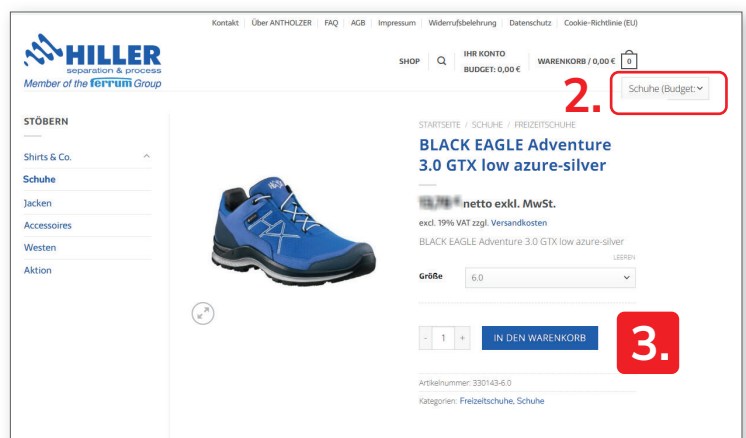 Kontakt Über ANTHOLZER FAQ AGB Impressum Widerrufsbelehrung Datenschutz Cookie-Richtlinie (EU)
HILLER
separation & process
Member of the ferrum Group
SHOP IHR KONTO BUDGET: 0,00 € WARENKORB / 0,00 € 0
2. Schuhe (Budget:
STÖBERN
Shirts & Co.
Schuhe
Jacken
Accessoires
Westen
Aktion
STARTSEITE / SCHUHE / FREIZEITSCHUHE
BLACK EAGLE Adventure
3.0 GTX low azure-silver
netto exkl. MwSt.
excl. 19% VAT zzgl. Versandkosten
BLACK EAGLE Adventure 3.0 GTX low azure-silver
LEEREN
Größe 6.0
- 1 + IN DEN WARENKORB 3.
Artikelnummer: 330143-6.0
Kategorien: Freizeitschuhe, Schuhe